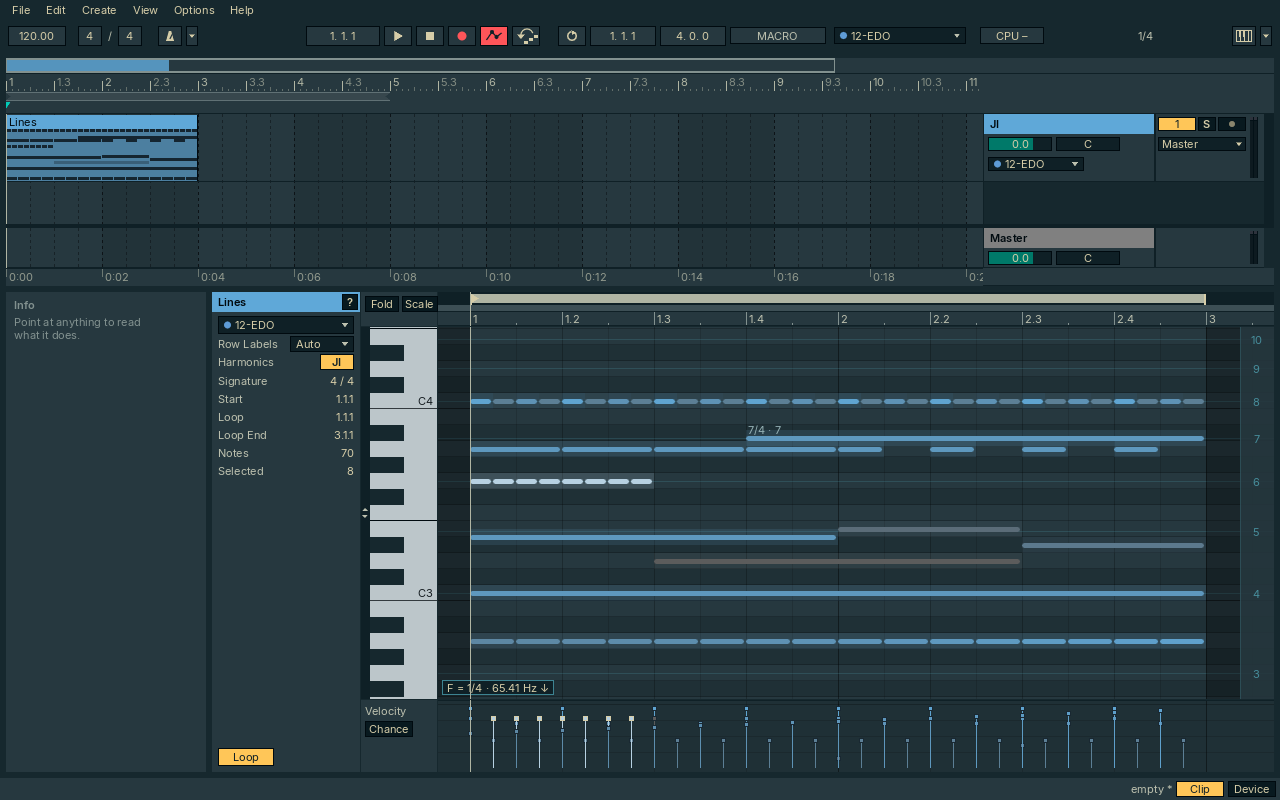 File Edit Create View Options Help
120.00 4 / 4 1. 1. 1 1. 1. 1 4. 0. 0 MACRO 12-EDO CPU – 1/4
1 1.3 2 2.3 3 3.3 4 4.3 5 5.3 6 6.3 7 7.3 8 8.3 9 9.3 10 10.3 11
Lines
JI 1 S
0.0 C Master
12-EDO
Master
0.0 C
0:00 0:02 0:04 0:06 0:08 0:10 0:12 0:14 0:16 0:18 0:2
Info
Point at anything to read
what it does.
Lines ?
12-EDO
Row Labels Auto
Harmonics JI
Signature 4 / 4
Start 1.1.1
Loop 1.1.1
Loop End 3.1.1
Notes 70
Selected 8
Loop
Fold Scale
1 1.2 1.3 1.4 2 2.2 2.3 2.4 3
10
9
C4 8
7/4 · 7
7
6
5
C3 4
3
F = 1/4 · 65.41 Hz ↓
Velocity
Chance
empty * Clip Device